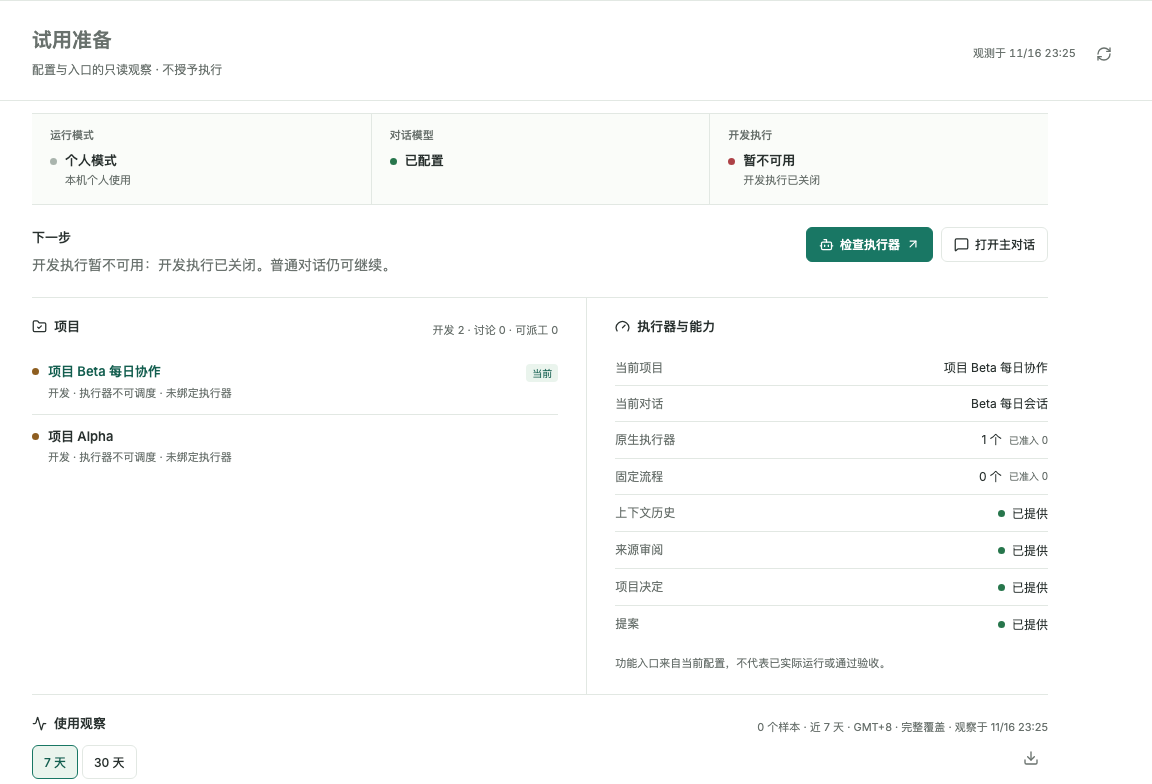 试用准备
配置与入口的只读观察 · 不授予执行
观测于 11/16 23:25
运行模式
个人模式
本机个人使用
对话模型
已配置
开发执行
暂不可用
开发执行已关闭
下一步
开发执行暂不可用：开发执行已关闭。普通对话仍可继续。
检查执行器
打开主对话
项目
开发 2 · 讨论 0 · 可派工 0
项目 Beta 每日协作
当前
开发 · 执行器不可调度 · 未绑定执行器
项目 Alpha
开发 · 执行器不可调度 · 未绑定执行器
执行器与能力
当前项目 项目 Beta 每日协作
当前对话 Beta 每日会话
原生执行器 1 个 已准入 0
固定流程 0 个 已准入 0
上下文历史 已提供
来源审阅 已提供
项目决定 已提供
提案 已提供
功能入口来自当前配置，不代表已实际运行或通过验收。
使用观察
0 个样本 · 近 7 天 · GMT+8 · 完整覆盖 · 观察于 11/16 23:25
7 天
30 天